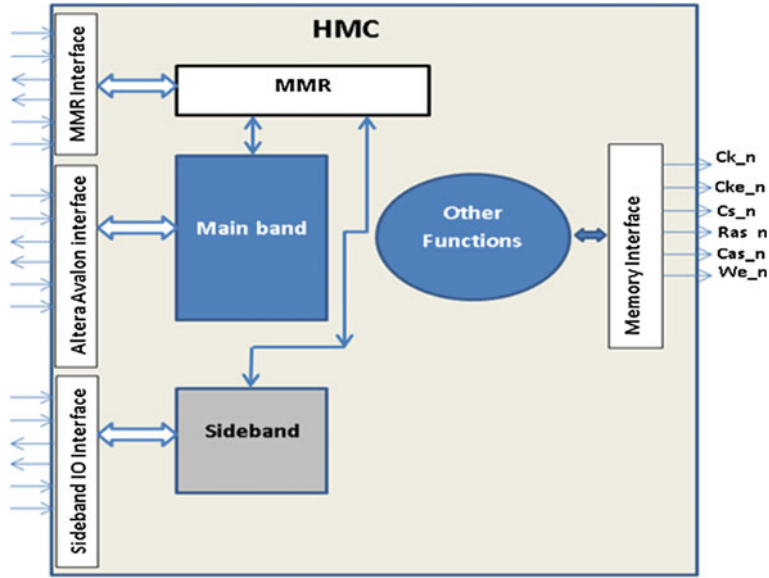 HMC
MMR Interface
MMR
Altera Avalon interface
Main band
Other
Functions
Memory Interface
Ck_n
Cke_n
Cs_n
Ras_n
Cas_n
We_n
Sideband IO Interface
Sideband